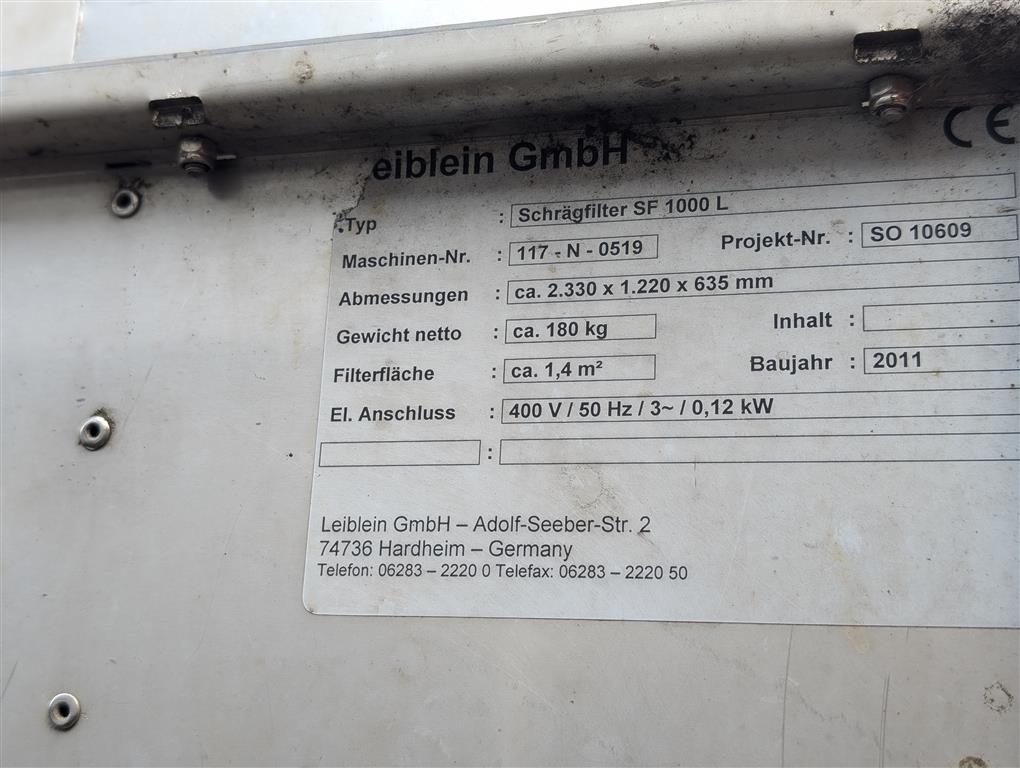 eiblein GmbH CE
Typ : Schrägfilter SF 1000 L
Maschinen-Nr. : 117 - N - 0519 Projekt-Nr. : SO 10609
Abmessungen : ca. 2.330 x 1.220 x 635 mm
Gewicht netto : ca. 180 kg Inhalt :
Filterfläche : ca. 1,4 m² Baujahr : 2011
El. Anschluss : 400 V / 50 Hz / 3~ / 0,12 kW
:
Leiblein GmbH – Adolf-Seeber-Str. 2
74736 Hardheim – Germany
Telefon: 06283 – 2220 0 Telefax: 06283 – 2220 50